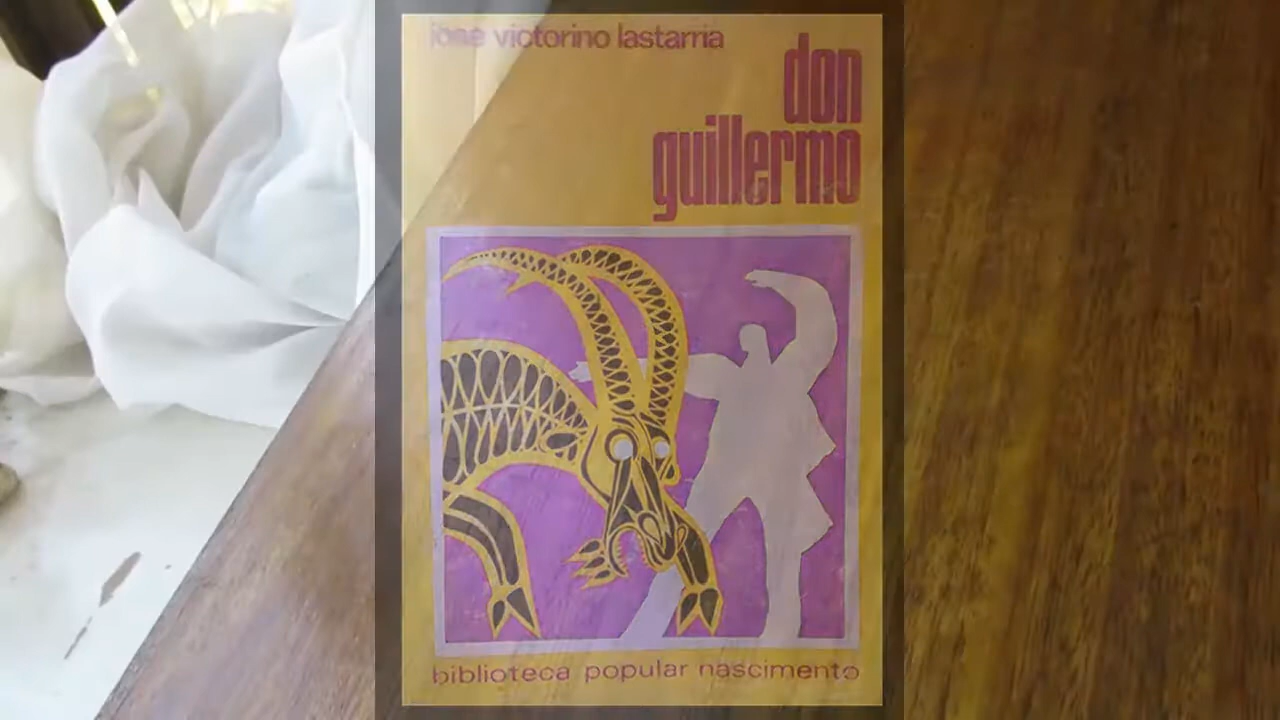 jose victorino lastarria
don
guillermo
biblioteca popular nascimento